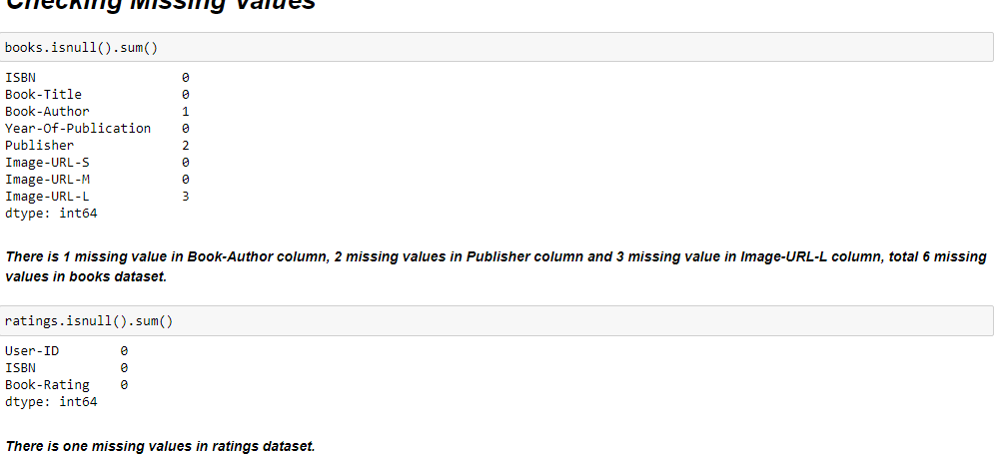 Checking Missing Values
books.isnull().sum()
ISBN 0
Book-Title 0
Book-Author 1
Year-Of-Publication 0
Publisher 2
Image-URL-S 0
Image-URL-M 0
Image-URL-L 3
dtype: int64
There is 1 missing value in Book-Author column, 2 missing values in Publisher column and 3 missing value in Image-URL-L column, total 6 missing
values in books dataset.
ratings.isnull().sum()
User-ID 0
ISBN 0
Book-Rating 0
dtype: int64
There is one missing values in ratings dataset.